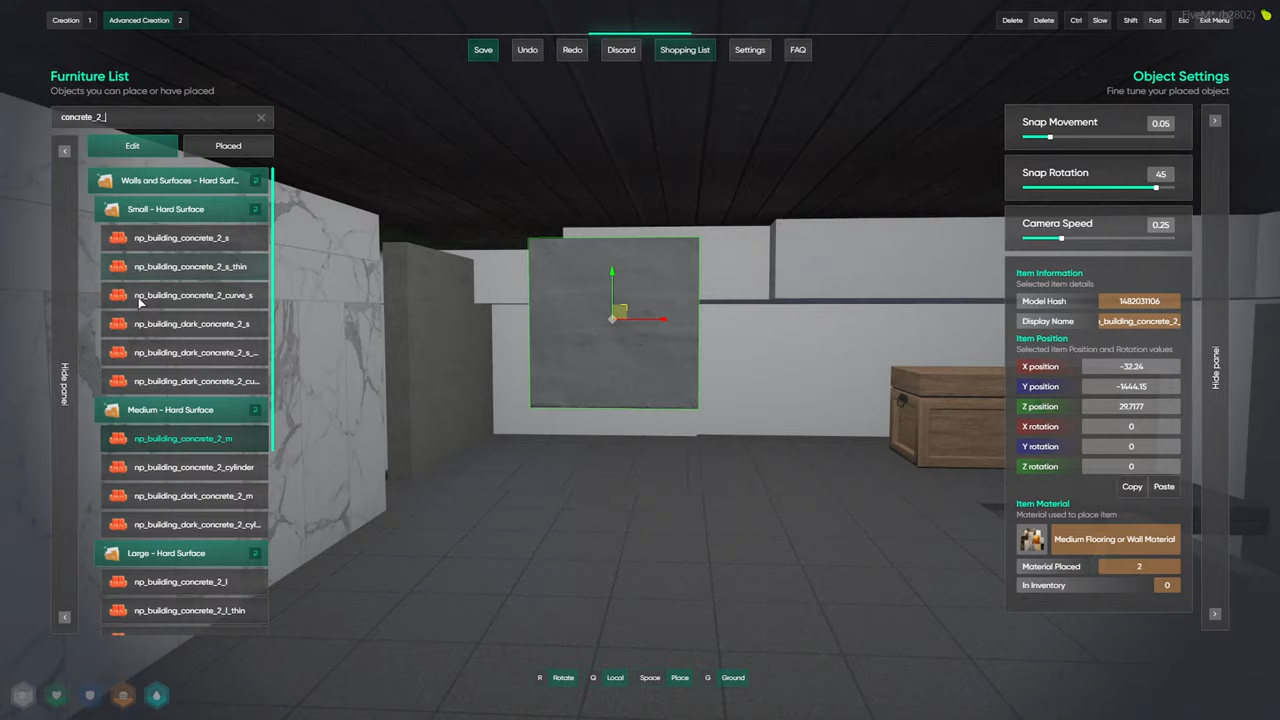 Creation 1 Advanced Creation 2
FiveM® (b2802)
Delete Delete Ctrl Slow Shift Fast Esc Exit Menu
Save Undo Redo Discard Shopping List Settings FAQ
Furniture List
Objects you can place or have placed
concrete_2_
Edit Placed
Hide panel
Walls and Surfaces - Hard Surf...
Small - Hard Surface
np_building_concrete_2_s
np_building_concrete_2_s_thin
np_building_concrete_2_curve_s
np_building_dark_concrete_2_s
np_building_dark_concrete_2_s_...
np_building_dark_concrete_2_cu...
Medium - Hard Surface
np_building_concrete_2_m
np_building_concrete_2_cylinder
np_building_dark_concrete_2_m
np_building_dark_concrete_2_cyl...
Large - Hard Surface
np_building_concrete_2_l
np_building_concrete_2_l_thin
Object Settings
Fine tune your placed object
Snap Movement 0.05
Snap Rotation 45
Camera Speed 0.25
Item Information
Selected item details
Model Hash 1482031106
Display Name _building_concrete_2_
Item Position
Selected item Position and Rotation values
X position -32.24
Y position -1444.15
Z position 29.7177
X rotation 0
Y rotation 0
Z rotation 0
Copy Paste
Item Material
Material used to place item
Medium Flooring or Wall Material
Material Placed 2
In Inventory 0
Hide panel
R Rotate Q Local Space Place G Ground